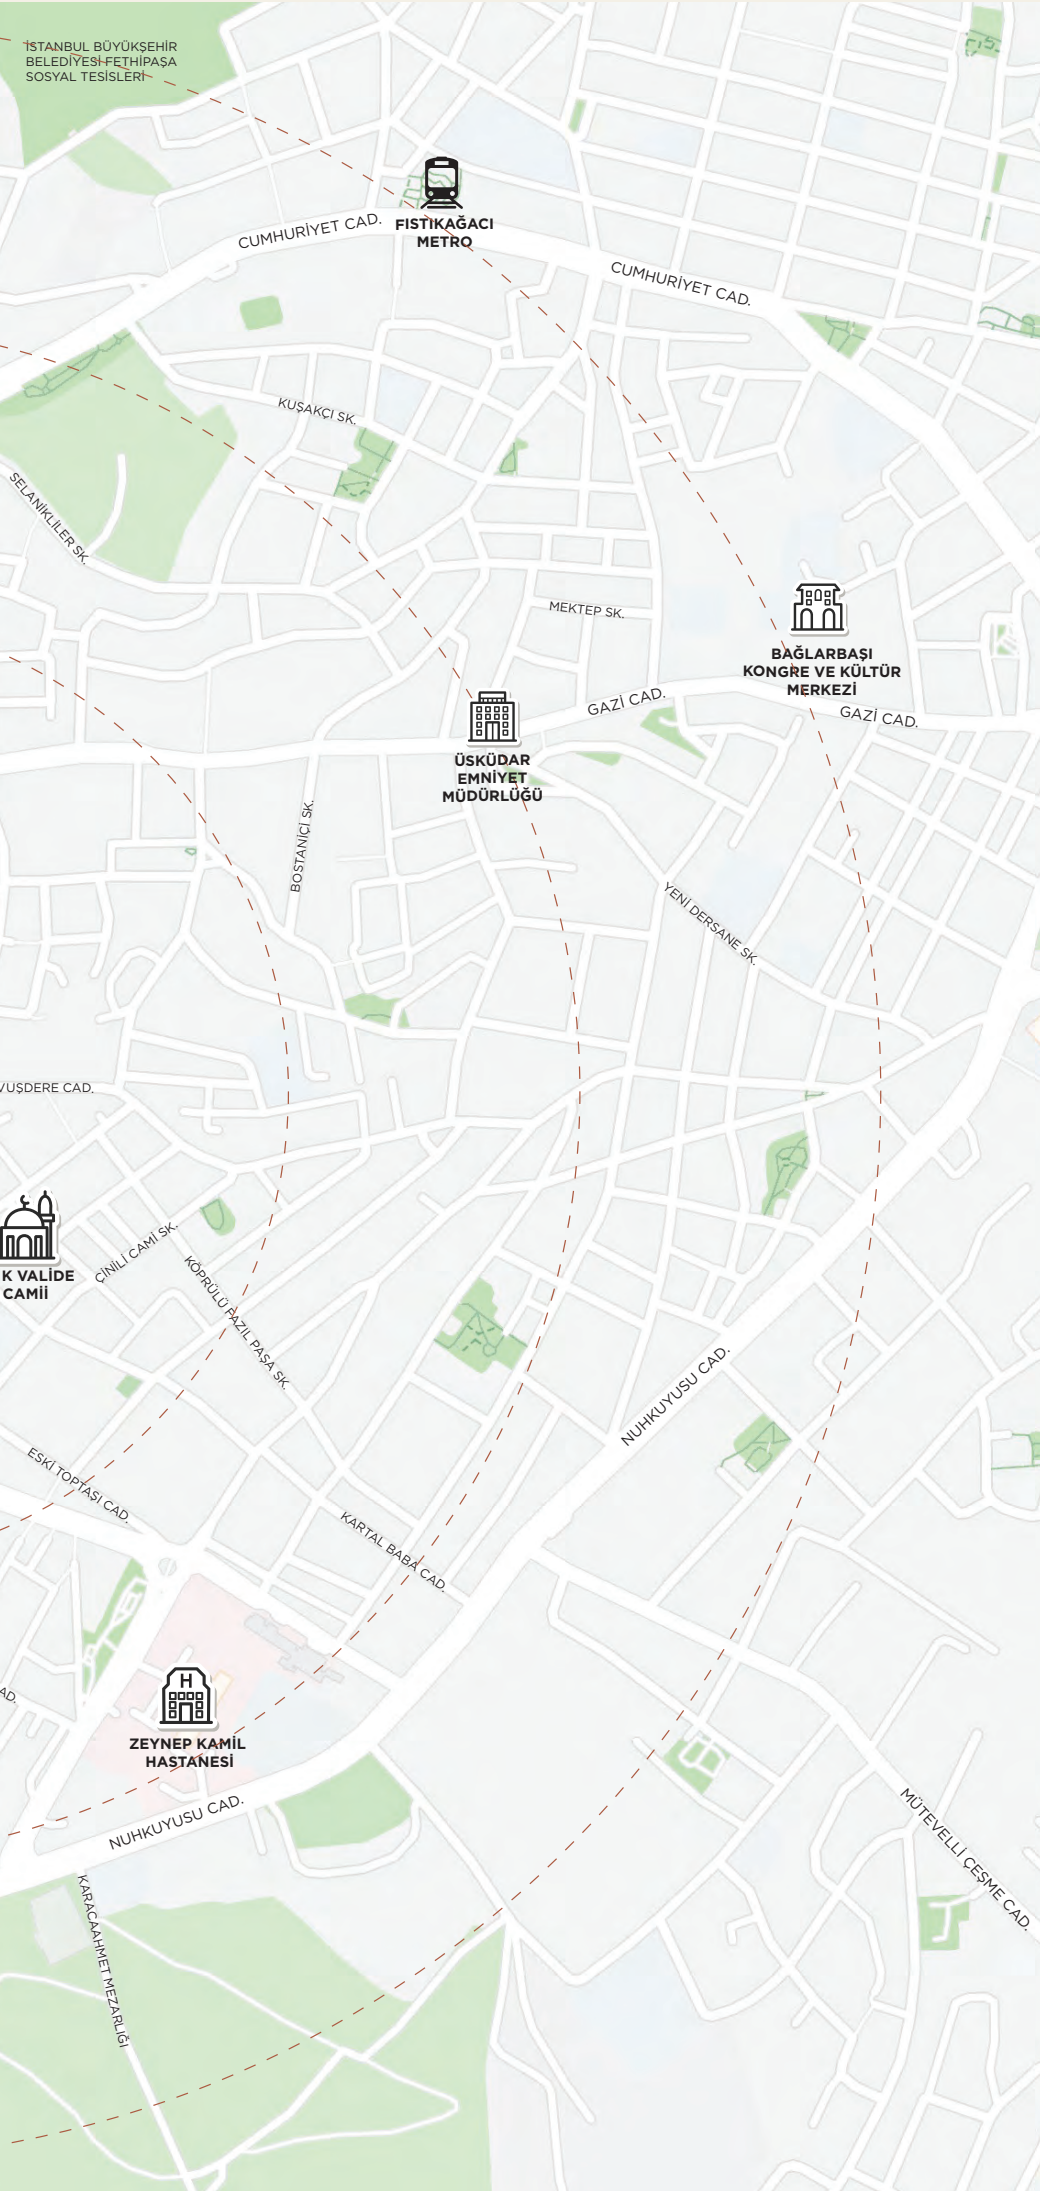 İSTANBUL BÜYÜKŞEHİR
BELEDİYESİ FETHİPAŞA
SOSYAL TESİSLERİ
CUMHURİYET CAD.
FISTIKAĞACI
METRO
CUMHURİYET CAD.
KUŞAKÇI SK.
SELANİKLİLER SK.
MEKTEP SK.
BAĞLARBAŞI
KONGRE VE KÜLTÜR
MERKEZİ
GAZİ CAD.
GAZİ CAD.
ÜSKÜDAR
EMNİYET
MÜDÜRLÜĞÜ
BOSTANİÇİ SK.
YENİ DERSANE SK.
VUŞDERE CAD.
K VALİDE
CAMİİ
ÇİNİLİ CAMİ SK.
KÖPRÜLÜ FAZIL PAŞA SK.
NUHKUYUSU CAD.
ESKİ TOPTAŞI CAD.
KARTAL BABA CAD.
AD.
H
ZEYNEP KAMİL
HASTANESİ
NUHKUYUSU CAD.
MÜTEVELLİ ÇEŞME CAD.
KARACAAHMET MEZARLIĞI